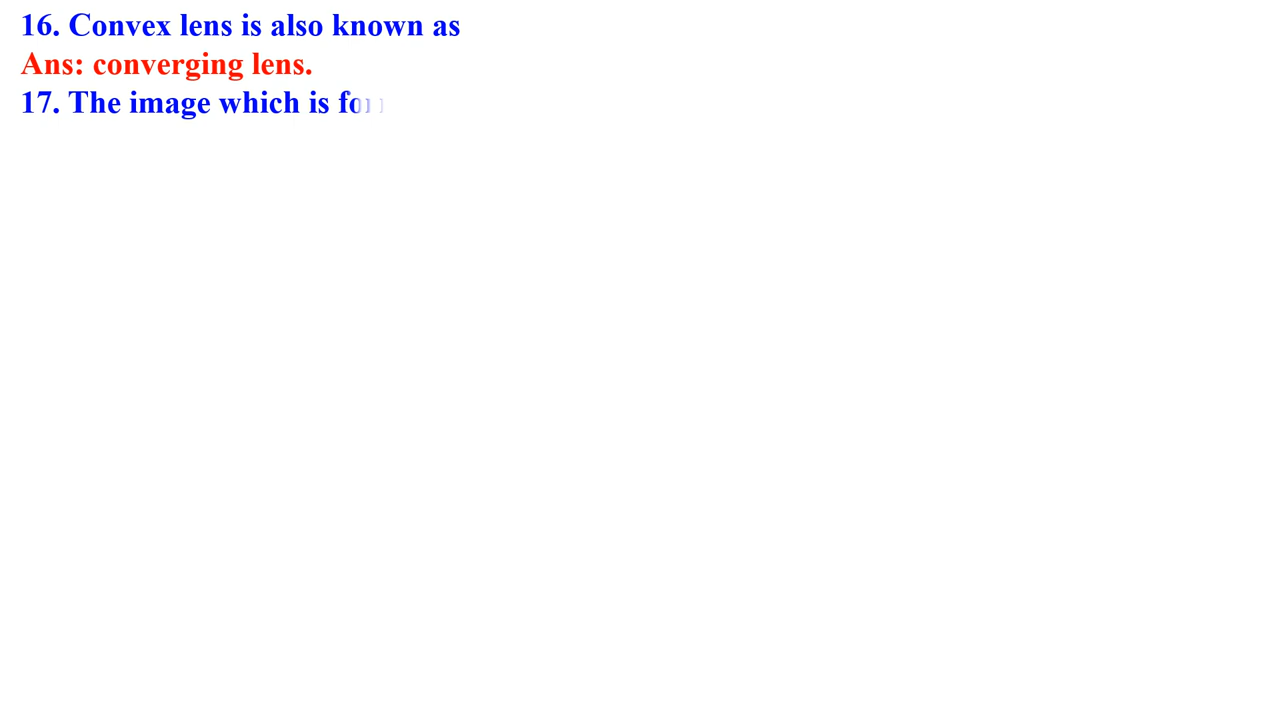 16. Convex lens is also known as
Ans: converging lens.
17. The image which is